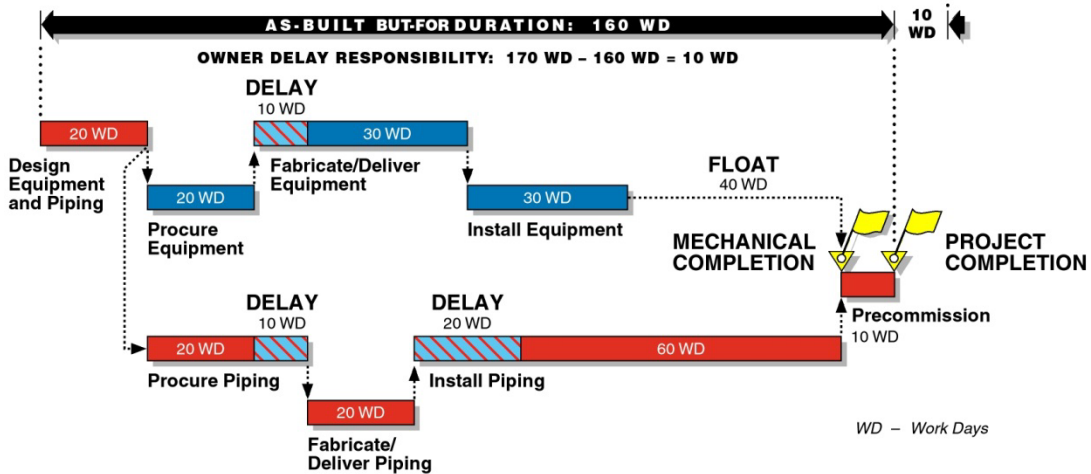 AS-BUILT BUT-FOR DURATION: 160 WD
10
WD
OWNER DELAY RESPONSIBILITY: 170 WD – 160 WD = 10 WD
DELAY
10 WD
20 WD
30 WD
Design
Equipment
and Piping
Fabricate/Deliver
Equipment
20 WD
Procure
Equipment
30 WD
Install Equipment
FLOAT
40 WD
MECHANICAL
COMPLETION
PROJECT
COMPLETION
Precommission
10 WD
DELAY
10 WD
DELAY
20 WD
20 WD
60 WD
Procure Piping
Install Piping
20 WD
Fabricate/
Deliver Piping
WD – Work Days